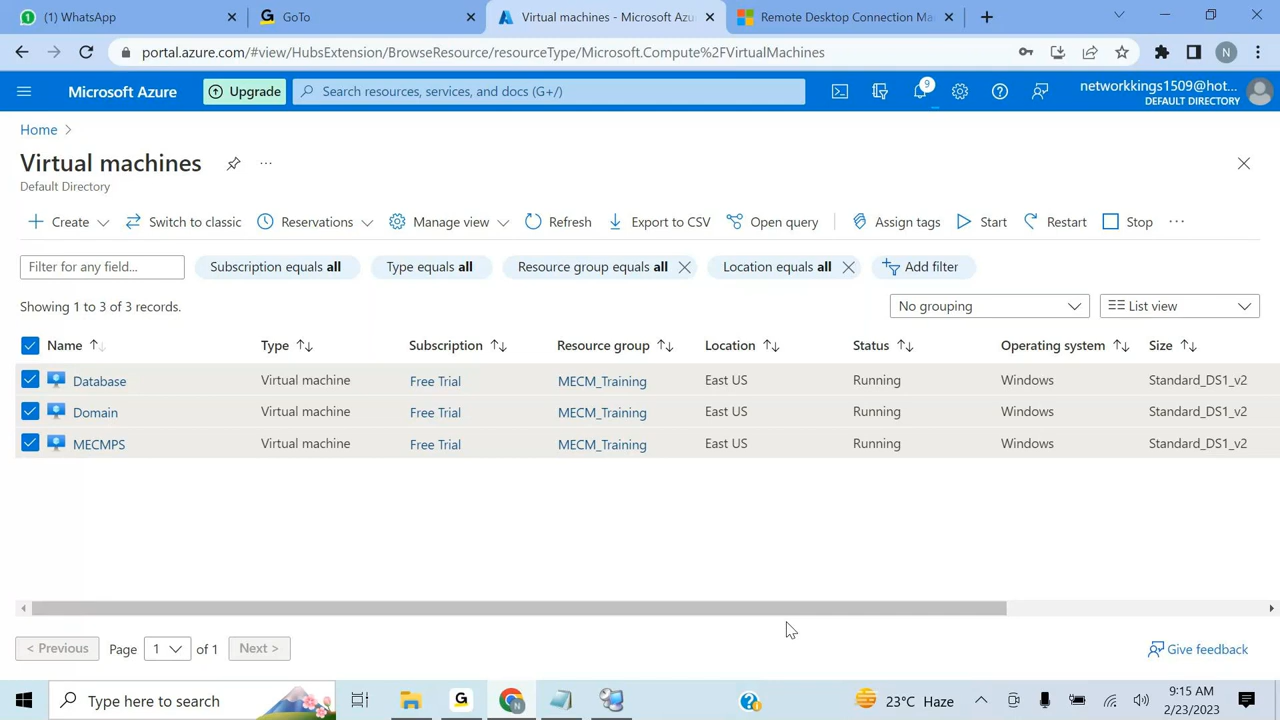 (1) WhatsApp
GoTo
Virtual machines - Microsoft Azu
Remote Desktop Connection Ma
portal.azure.com/#view/HubsExtension/BrowseResource/resourceType/Microsoft.Compute%2FVirtualMachines
N
Microsoft Azure
Upgrade
Search resources, services, and docs (G+/)
9
networkings1509@hot...
DEFAULT DIRECTORY
Home
Virtual machines
...
Default Directory
Create
Switch to classic
Reservations
Manage view
Refresh
Export to CSV
Open query
Assign tags
Start
Restart
Stop
...
Filter for any field...
Subscription equals all
Type equals all
Resource group equals all
Location equals all
Add filter
Showing 1 to 3 of 3 records.
No grouping
List view
Name Type Subscription Resource group Location Status Operating system Size
Database Virtual machine Free Trial MECM_Training East US Running Windows Standard_DS1_v2
Domain Virtual machine Free Trial MECM_Training East US Running Windows Standard_DS1_v2
MECMPS Virtual machine Free Trial MECM_Training East US Running Windows Standard_DS1_v2
< Previous
Page 1 of 1
Next >
Give feedback
Type here to search
23°C Haze
9:15 AM
2/23/2023